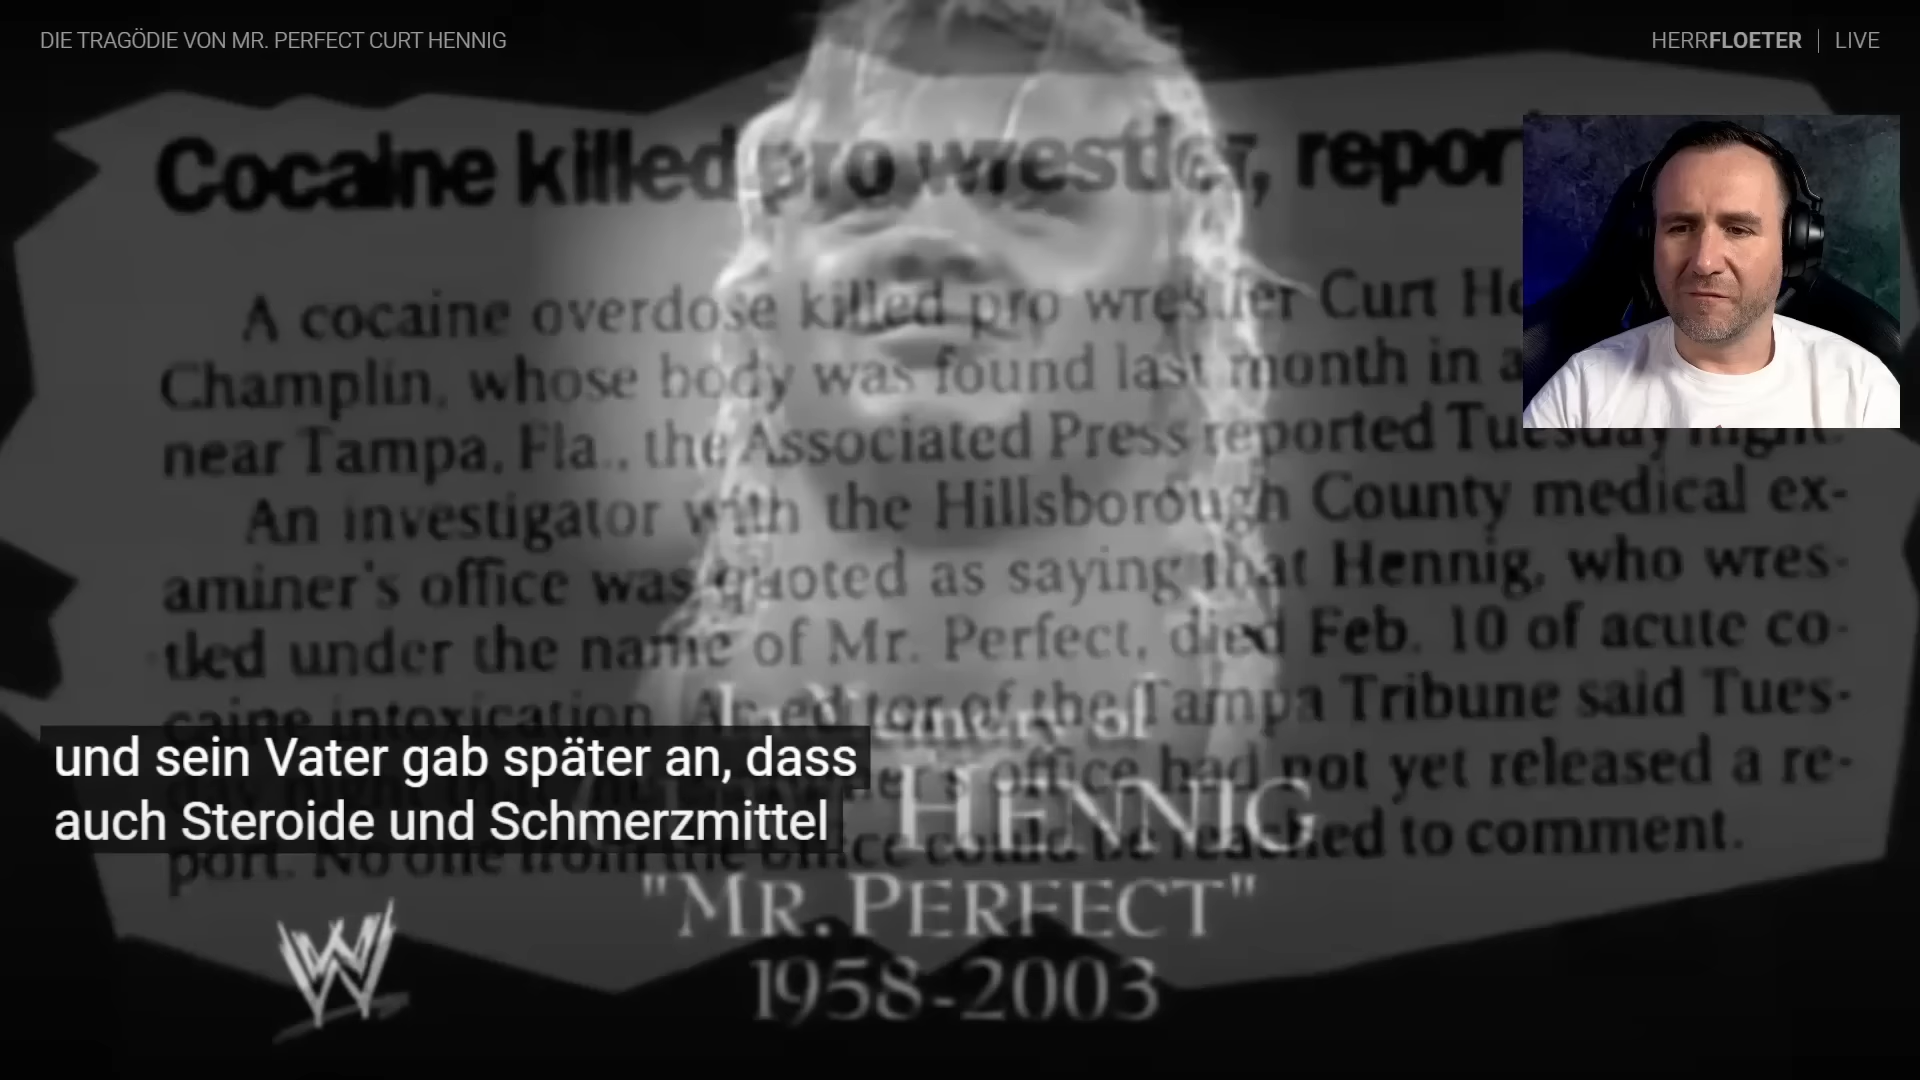 DIE TRAGÖDIE VON MR. PERFECT CURT HENNIG
HERRFLOETER | LIVE
Cocaine killed pro wrestler,
A cocaine overdose killed pro wrestler Curt
Champlin, whose body was found last month in a
near Tampa, Fla., the Associated Press reported Tuesday night.
An investigator with the Hillsborough County medical ex-
aminer's office was quoted as saying that Hennig, who wres-
tled under the name of Mr. Perfect, died Feb. 10 of acute co-
caine intoxication. An editor of the Tampa Tribune said Tues-
office had not yet released a re-
port. No one from the office could be reached to comment.
In Memory of
HENNIG
"MR. PERFECT"
1958-2003
W
und sein Vater gab später an, dass
auch Steroide und Schmerzmittel